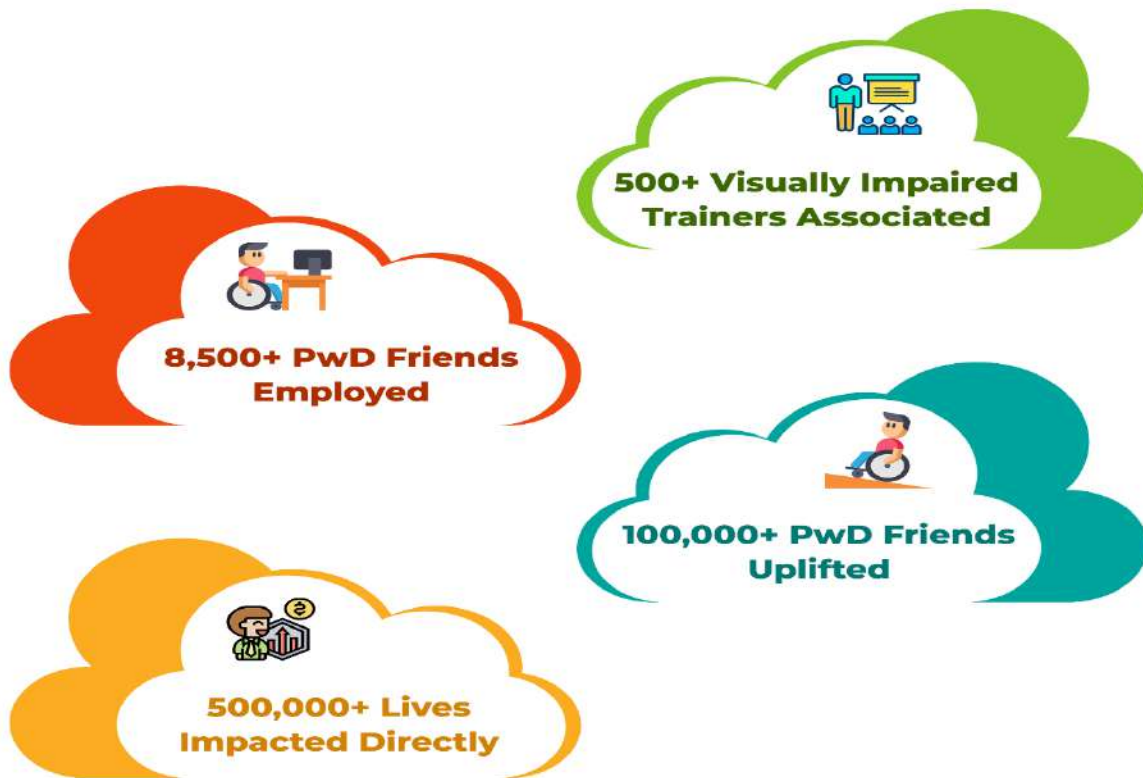 500+ Visually Impaired
Trainers Associated
8,500+ PwD Friends
Employed
100,000+ PwD Friends
Uplifted
500,000+ Lives
Impacted Directly